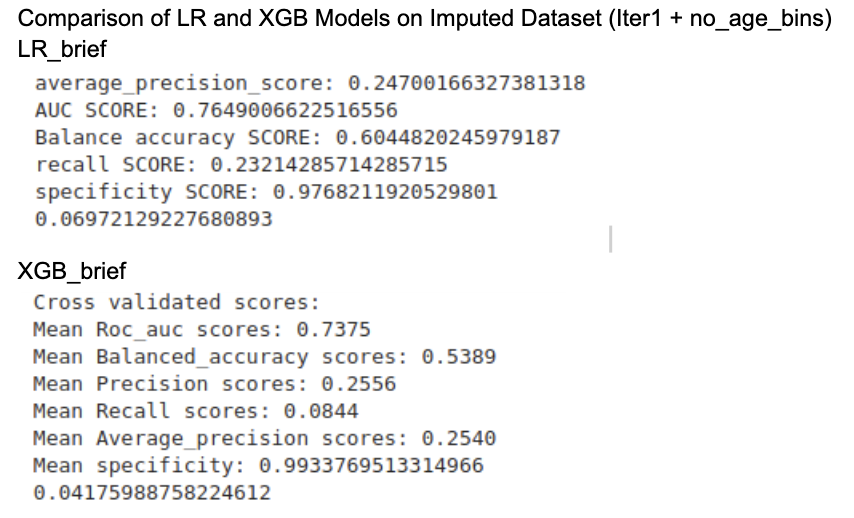 Comparison of LR and XGB Models on Imputed Dataset (Iter1 + no_age_bins)
LR_brief
average_precision_score: 0.24700166327381318
AUC SCORE: 0.7649006622516556
Balance accuracy SCORE: 0.6044820245979187
recall SCORE: 0.23214285714285715
specificity SCORE: 0.9768211920529801
0.06972129227680893
XGB_brief
Cross validated scores:
Mean Roc_auc scores: 0.7375
Mean Balanced_accuracy scores: 0.5389
Mean Precision scores: 0.2556
Mean Recall scores: 0.0844
Mean Average_precision scores: 0.2540
Mean specificity: 0.9933769513314966
0.04175988758224612